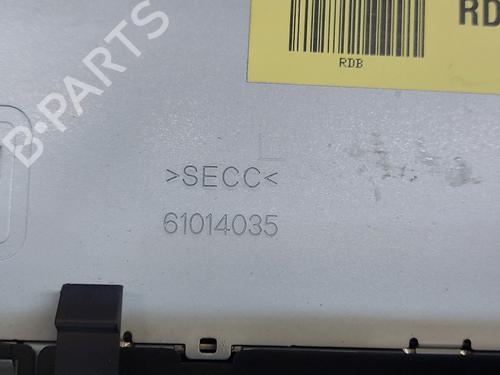 B-PARTS
RD
RDB
>SECC<
61014035